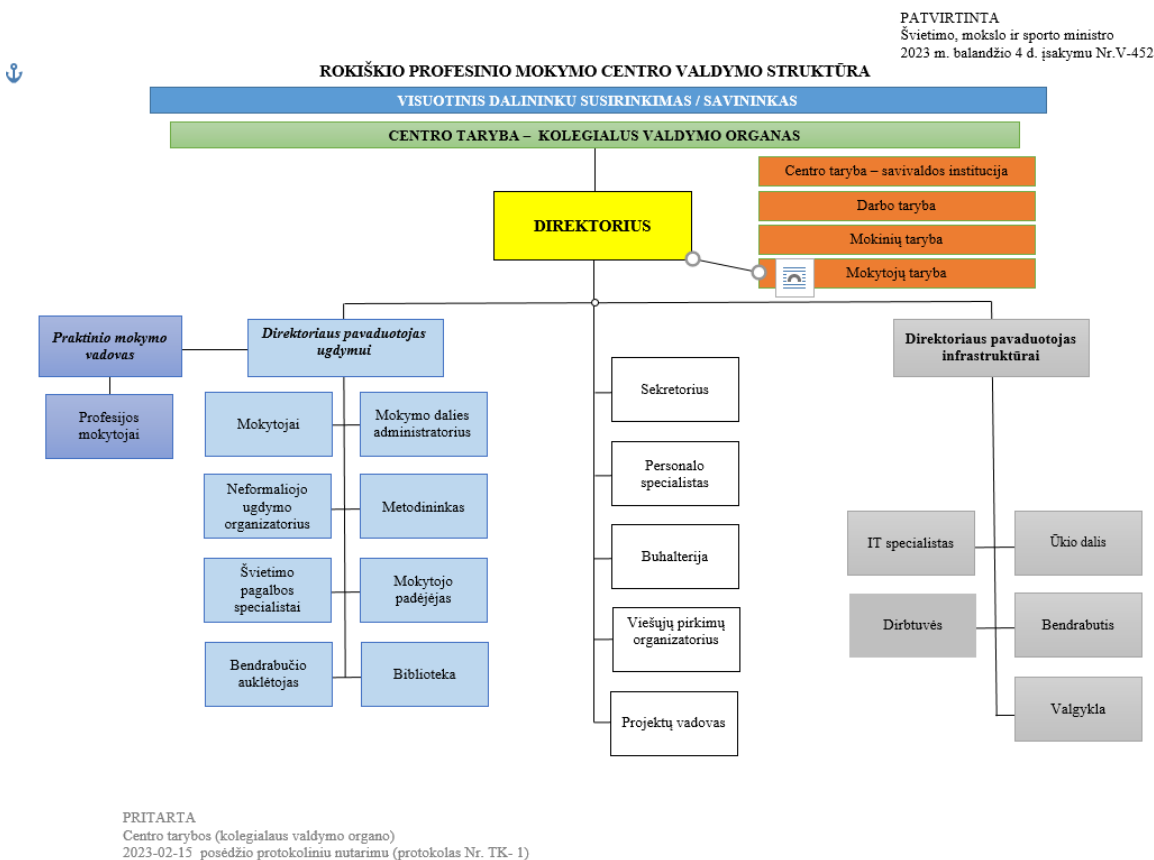 PATVIRTINTA
Švietimo, mokslo ir sporto ministro
2023 m. balandžio 4 d. įsakymu Nr.V-452
ROKIŠKIO PROFESINIO MOKYMO CENTRO VALDYMO STRUKTŪRA
VISUOTINIS DALININKU SUSIRINKIMAS / SAVININKAS
CENTRO TARYBA – KOLEGIALUS VALDYMO ORGANAS
Centro taryba – savivaldos institucija
Darbo taryba
Mokinių taryba
Mokytojų taryba
DIREKTORIUS
Praktinio mokymo
vadovas
Profesijos
mokytojai
Direktoriaus pavaduotojas
ugdymui
Mokytojai
Mokymo dalies
administratorius
Neformaliojo
ugdymo
organizatorius
Metodininkas
Švietimo
pagalbos
specialistai
Mokytojo
padėjėjas
Bendrabučio
auklėtojas
Biblioteka
Sekretorius
Personalo
specialistas
Buhalterija
Viešųjų pirkimų
organizatorius
Projektų vadovas
Direktoriaus pavaduotojas
infrastruktūrai
IT specialistas
Ūkio dalis
Dirbtuvės
Bendrabutis
Valgykla
PRITARTA
Centro tarybos (kolegialaus valdymo organo)
2023-02-15 posėdžio protokoliniu nutarimu (protokolas Nr. TK- 1)